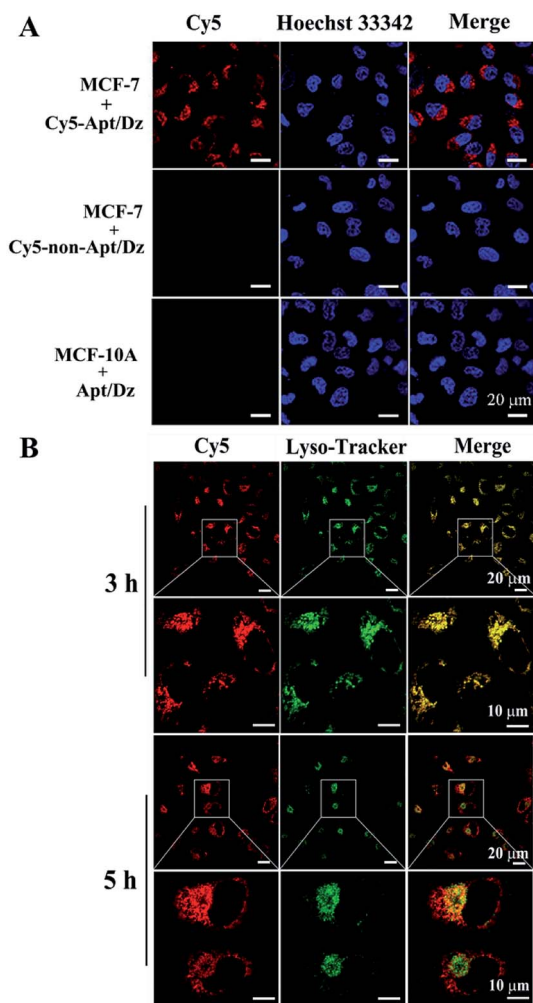 A
Cy5 Hoechst 33342 Merge
MCF-7
+
Cy5-Apt/Dz
MCF-7
+
Cy5-non-Apt/Dz
MCF-10A
+
Apt/Dz
20 μm
B
Cy5 Lyso-Tracker Merge
3 h
20 μm
10 μm
5 h
20 μm
10 μm